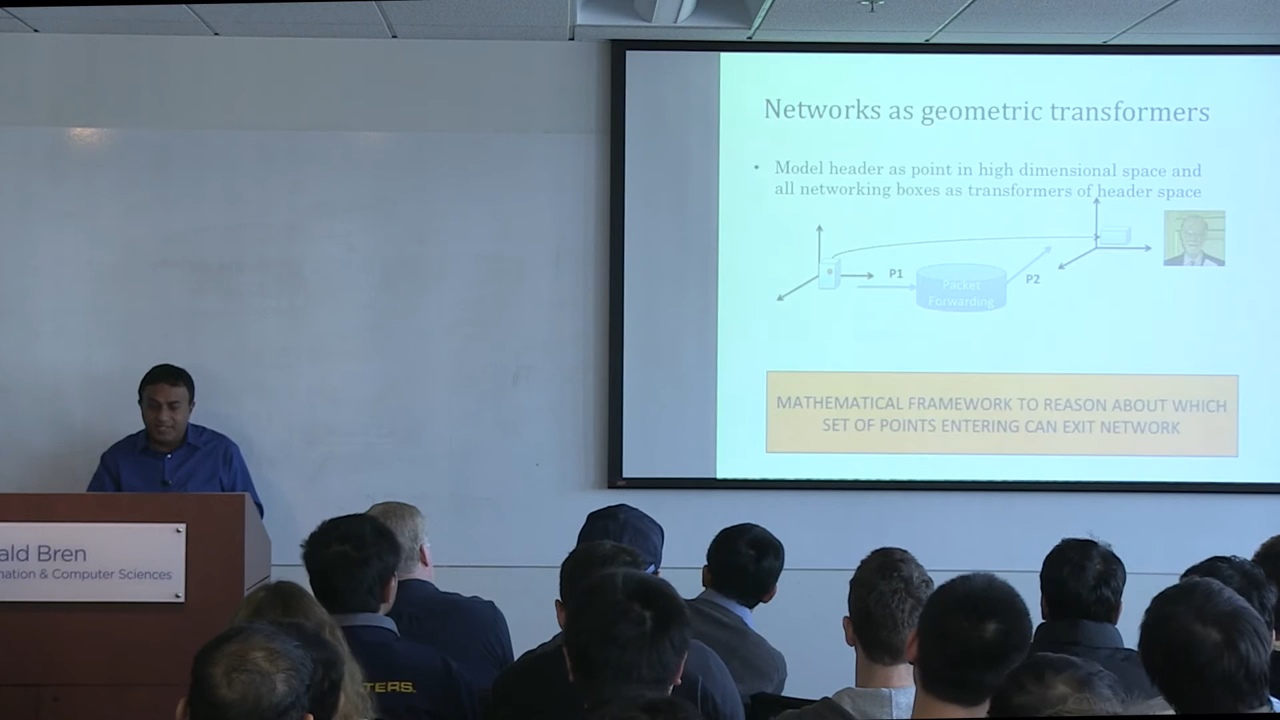 Networks as geometric transformers
• Model header as point in high dimensional space and
all networking boxes as transformers of header space
P1
Packet
Forwarding
P2
MATHEMATICAL FRAMEWORK TO REASON ABOUT WHICH
SET OF POINTS ENTERING CAN EXIT NETWORK
ald Bren
mation & Computer Sciences
TERS.